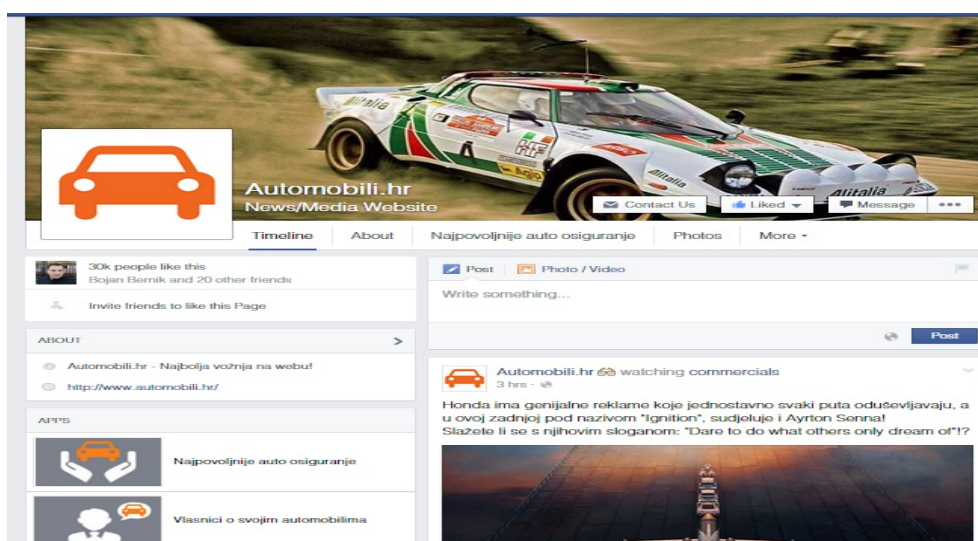 Alitalia
HF
Agip
Alitalia
Alitalia
Automobili.hr
News/Media Website
Contact Us
Liked
Message
Timeline
About
Najpovoljnije auto osiguranje
Photos
More
30k people like this
Bojan Bernik and 20 other friends
Invite friends to like this Page
ABOUT
Automobili.hr - Najbolja vožnja na webu!
http://www.automobili.hr/
APPS
Najpovoljnije auto osiguranje
Vlasnici o svojim automobilima
Post
Photo / Video
Write something...
Post
Automobili.hr watching commercials
3 hrs
Honda ima genijalne reklame koje jednostavno svaki puta oduševljavaju, a
u ovoj zadnjoj pod nazivom "Ignition", sudjeluje i Ayrton Senna!
Slažete li se s njihovim sloganom: "Dare to do what others only dream of"!?